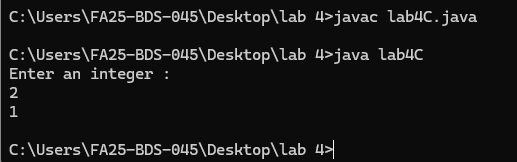 C:\Users\FA25-BDS-045\Desktop\lab 4>javac lab4C.java
C:\Users\FA25-BDS-045\Desktop\lab 4>java lab4C
Enter an integer :
2
1
C:\Users\FA25-BDS-045\Desktop\lab 4>